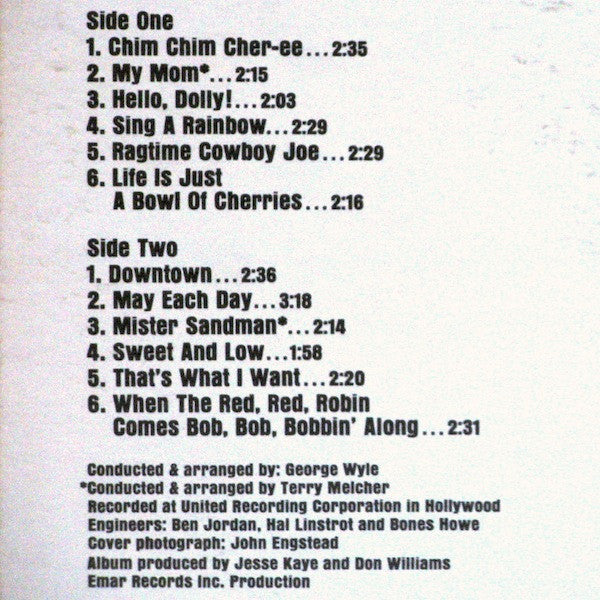 Side One
1. Chim Chim Cher-ee...2:35
2. My Mom*...2:15
3. Hello, Dolly!...2:03
4. Sing A Rainbow...2:29
5. Ragtime Cowboy Joe...2:29
6. Life Is Just
A Bowl Of Cherries...2:16
Side Two
1. Downtown...2:36
2. May Each Day...3:18
3. Mister Sandman*...2:14
4. Sweet And Low...1:58
5. That's What I Want...2:20
6. When The Red, Red, Robin
Comes Bob, Bob, Bobbin' Along...2:31
Conducted & arranged by: George Wyle
*Conducted & arranged by Terry Melcher
Recorded at United Recording Corporation in Hollywood
Engineers: Ben Jordan, Hal Linstrot and Bones Howe
Cover photograph: John Engstead
Album produced by Jesse Kaye and Don Williams
Emar Records Inc. Production